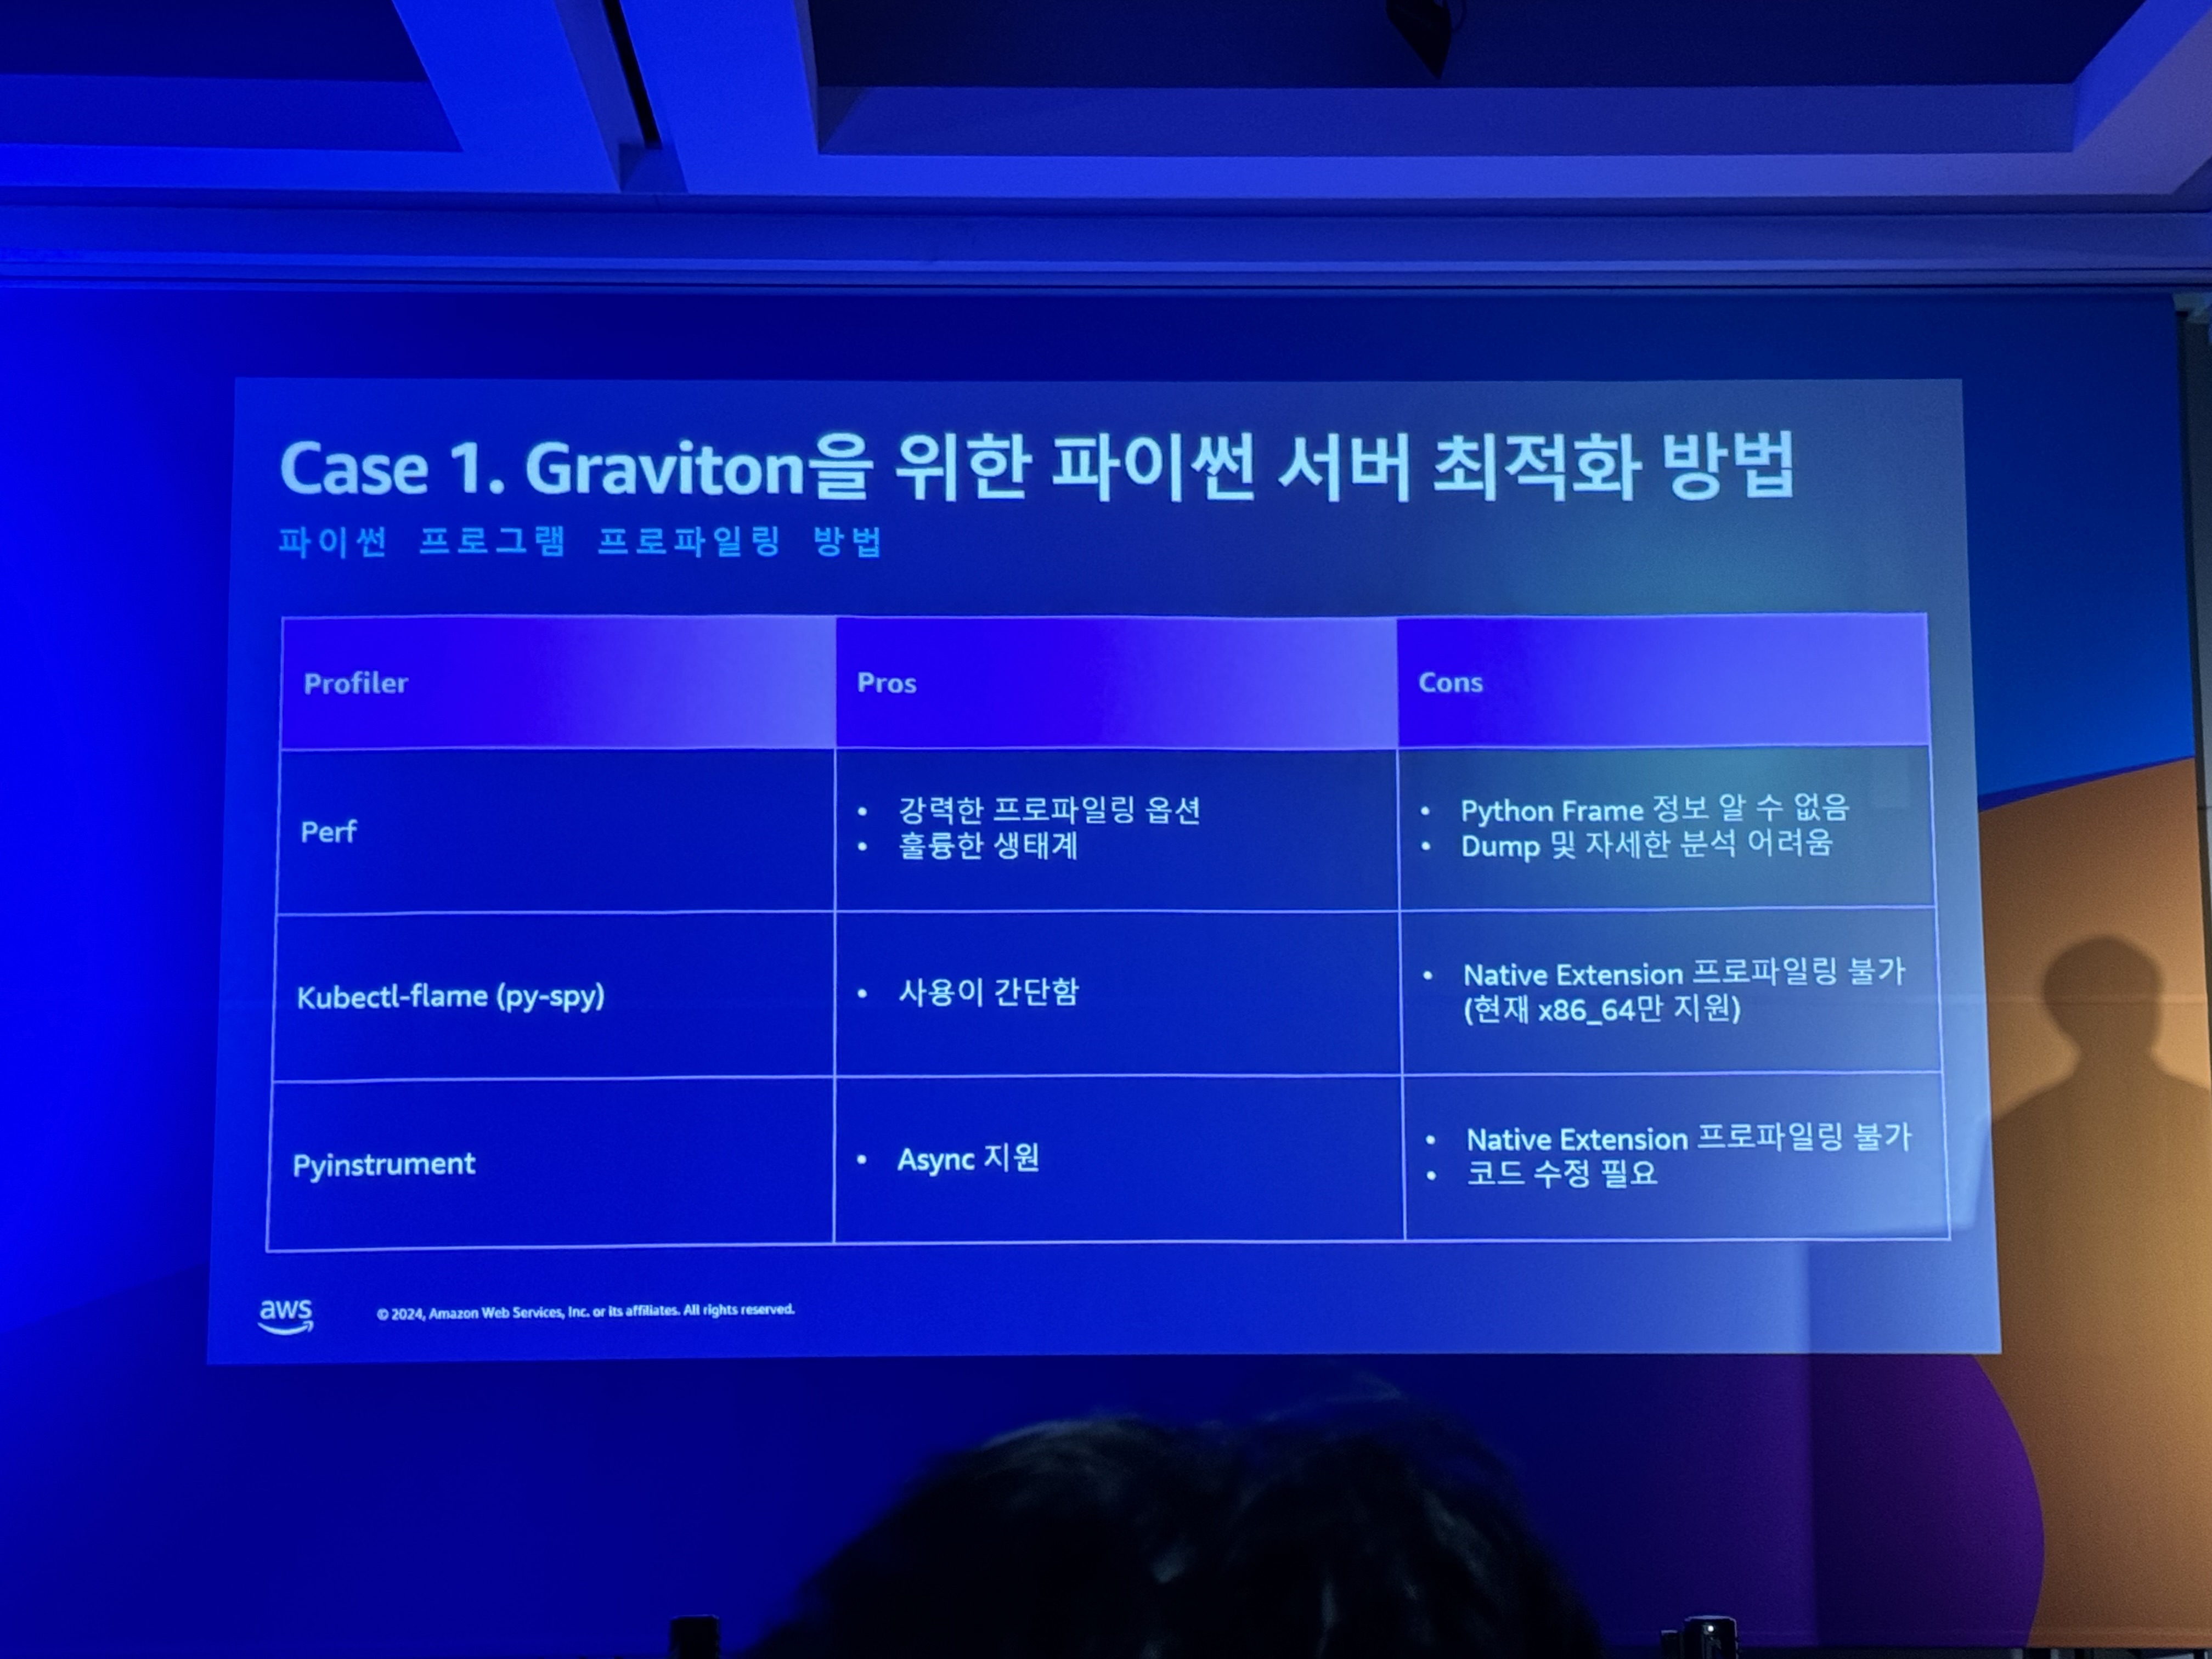 Case 1. Graviton을 위한 파이썬 서버 최적화 방법
파이썬 프로그램 프로파일링 방법
Profiler
Pros
Cons
Perf
• 강력한 프로파일링 옵션
• 훌륭한 생태계
• Python Frame 정보 알 수 없음
• Dump 및 자세한 분석 어려움
Kubectl-flame (py-spy)
• 사용이 간단함
• Native Extension 프로파일링 불가
(현재 x86_64만 지원)
Pyinstrument
• Async 지원
• Native Extension 프로파일링 불가
• 코드 수정 필요
aws
© 2024, Amazon Web Services, Inc. or its affiliates. All rights reserved.